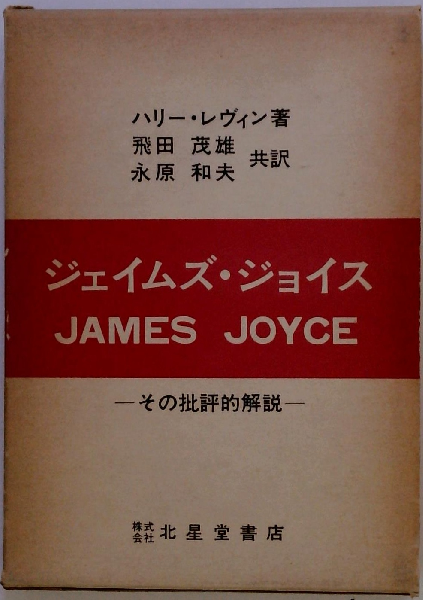 ハリー・レヴィン著
飛田 茂雄
永原 和夫 共訳
ジェイムズ・ジョイス
JAMES JOYCE
—その批評的解説—
株式会社 北星堂書店